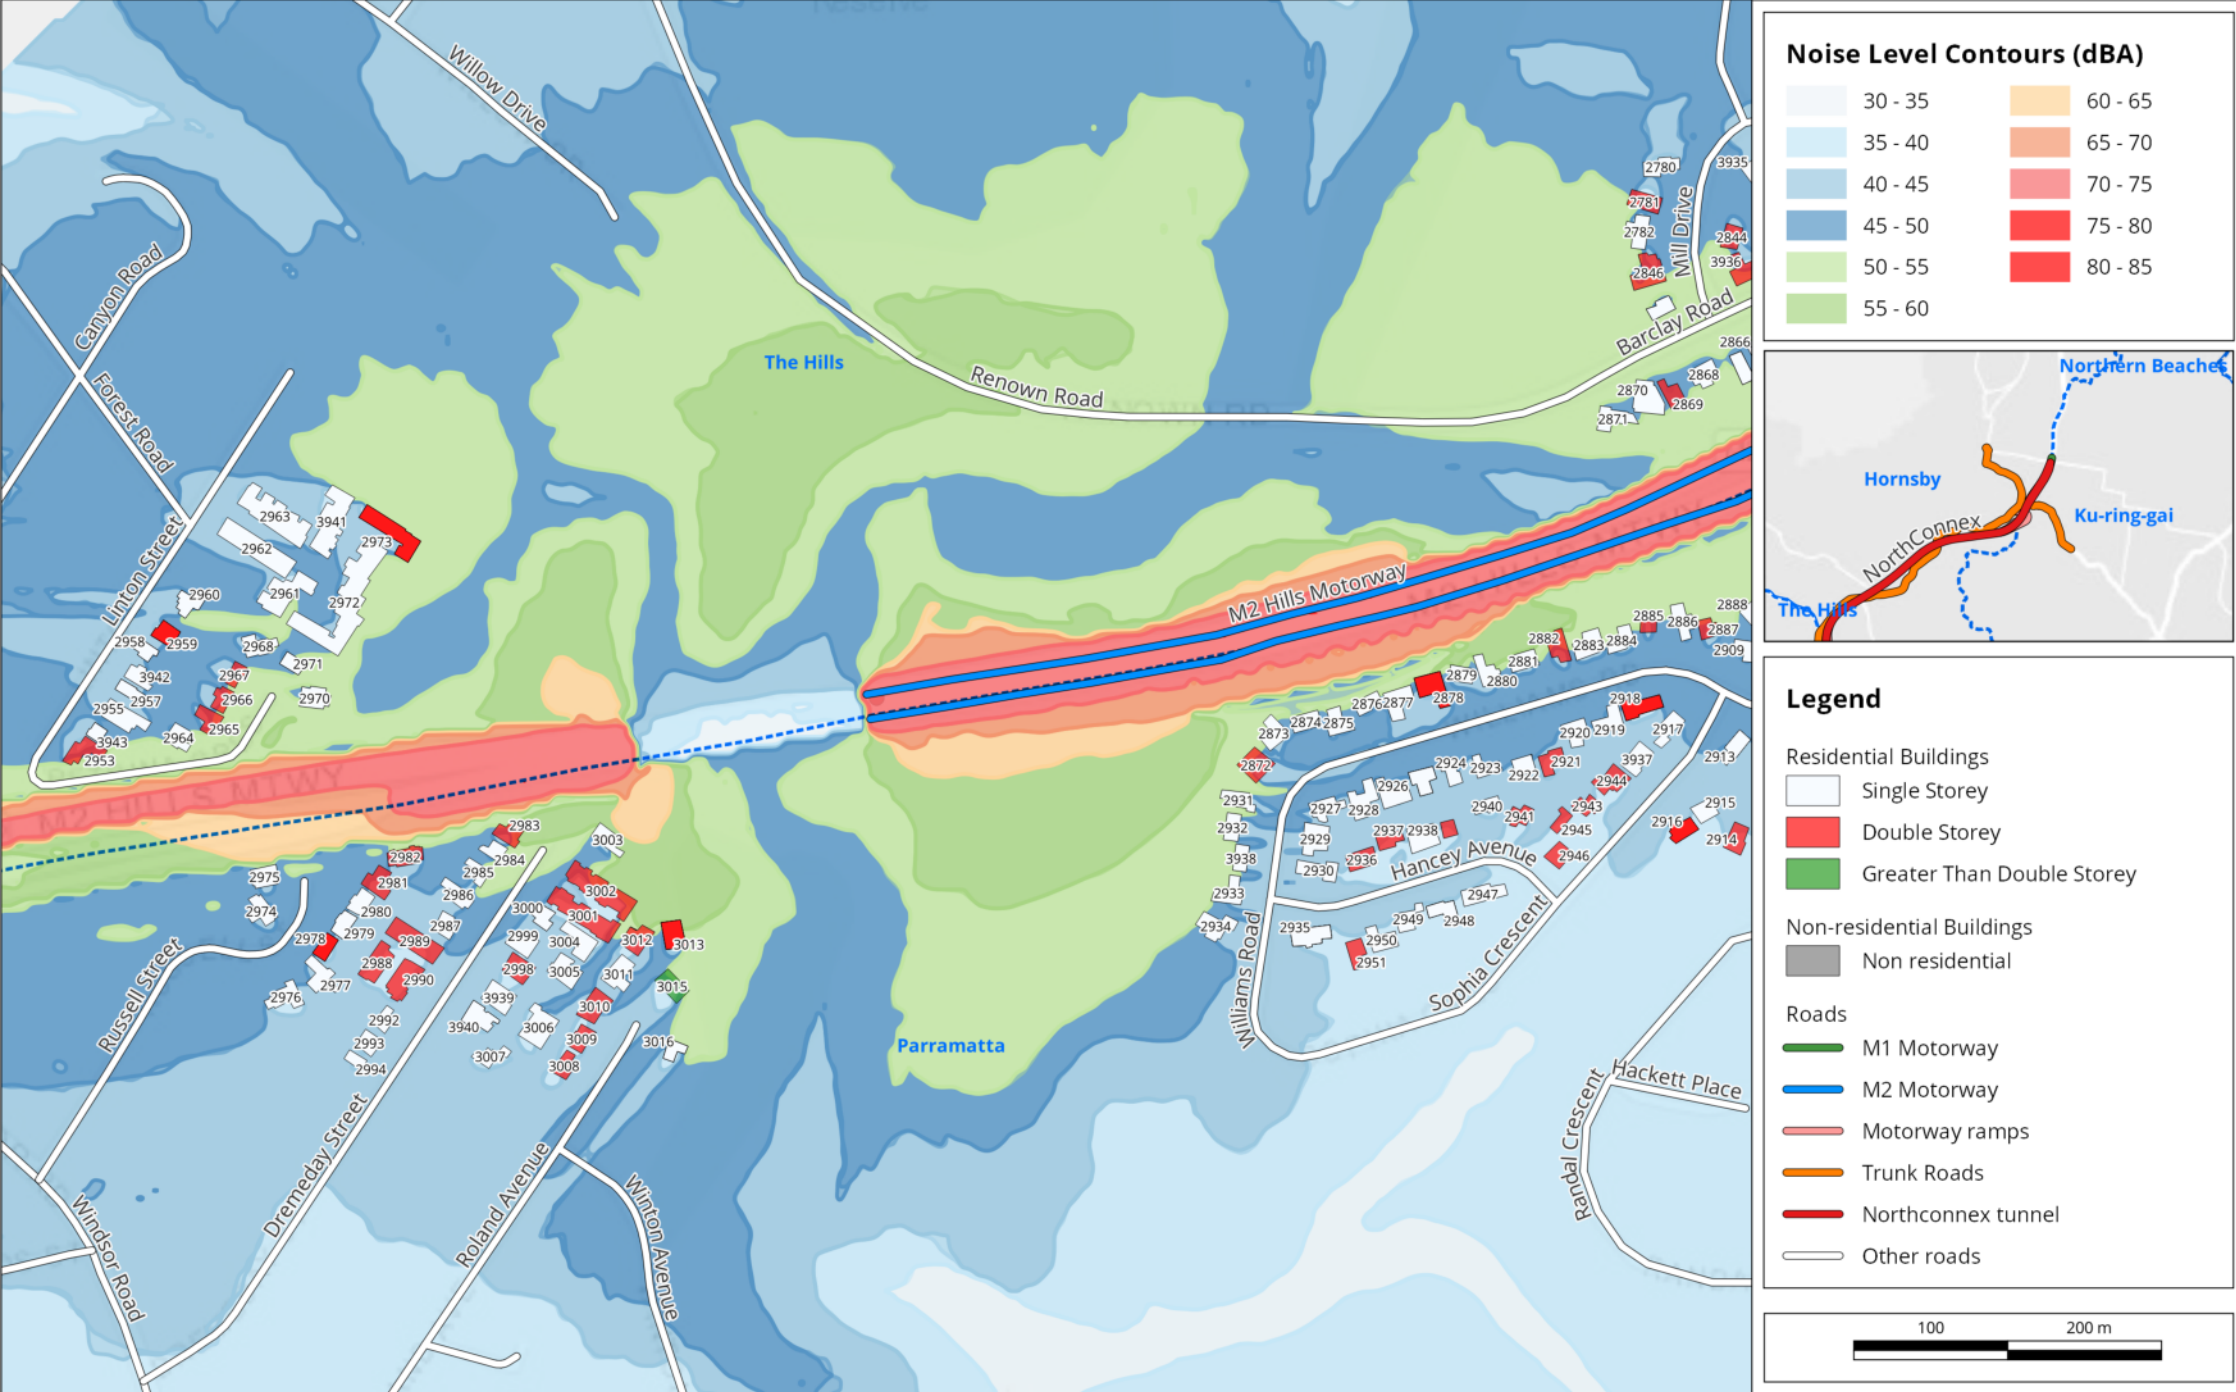 Noise Level Contours (dBA)
30 - 35
35 - 40
40 - 45
45 - 50
50 - 55
55 - 60
60 - 65
65 - 70
70 - 75
75 - 80
80 - 85
Northern Beaches
Hornsby
Ku-ring-gai
NorthConnex
The Hills
Legend
Residential Buildings
Single Storey
Double Storey
Greater Than Double Storey
Non-residential Buildings
Non residential
Roads
M1 Motorway
M2 Motorway
Motorway ramps
Trunk Roads
Northconnex tunnel
Other roads
100
200 m
Willow Drive
Canyon Road
Forest Road
Linton Street
The Hills
Renown Road
Mill Drive
Barclay Road
M2 Hills Motorway
M2 HILLS MTWY
M2 HILLS MTWY
Parramatta
Williams Road
Hancey Avenue
Sophia Crescent
Hackett Place
Randal Crescent
Russell Street
Windsor Road
Dremeday Street
Roland Avenue
Winton Avenue
2780
3935
2781
2782
2844
3936
2846
2866
2868
2870
2869
2871
2963
3941
2973
2962
2961
2972
2960
2958
2959
2968
2971
3942
2967
2957
2966
2970
2955
2965
2964
3943
2953
2888
2885
2886
2887
2882
2883
2884
2909
2881
2879
2880
2878
2876
2877
2874
2875
2873
2872
2918
2920
2919
2917
2924
2923
2922
2921
3937
2913
2926
2944
2931
2927
2928
2940
2941
2943
2915
2932
2937
2938
2945
2916
2929
2914
3938
2936
2946
2930
2933
2947
2949
2948
2934
2935
2950
2951
2983
3003
2982
2984
2975
2981
2985
3002
2974
2980
2986
3000
3001
2979
2987
2978
2989
2999
3004
3012
3013
2988
2998
3005
3011
2977
2990
3015
2976
3939
3010
2992
3940
3006
3009
3016
2993
3007
3008
2994